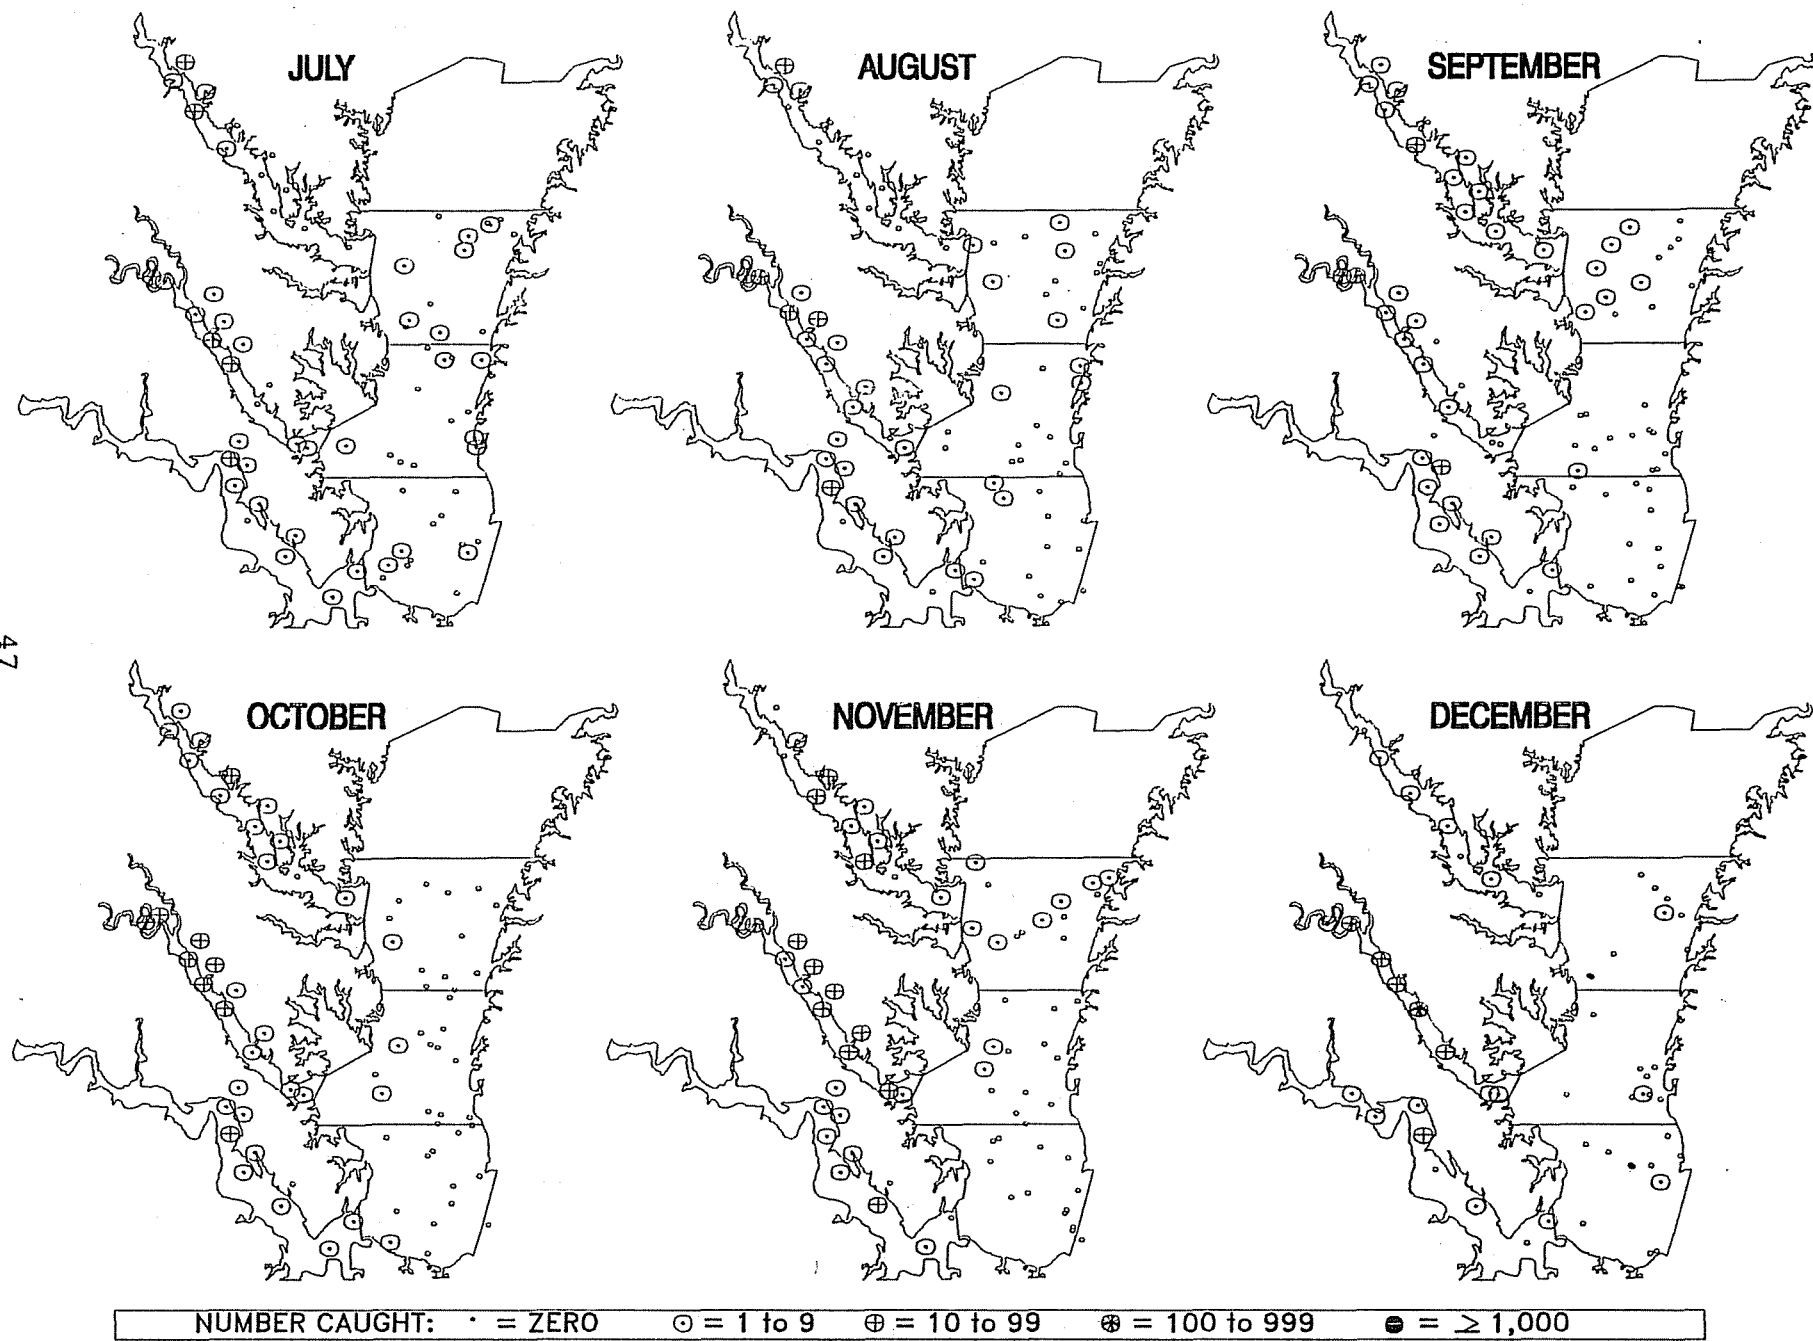 JULY
AUGUST
SEPTEMBER
47
OCTOBER
NOVEMBER
DECEMBER
NUMBER CAUGHT: · = ZERO ⊙ = 1 to 9 ⊕ = 10 to 99 = 100 to 999 = ≥ 1,000